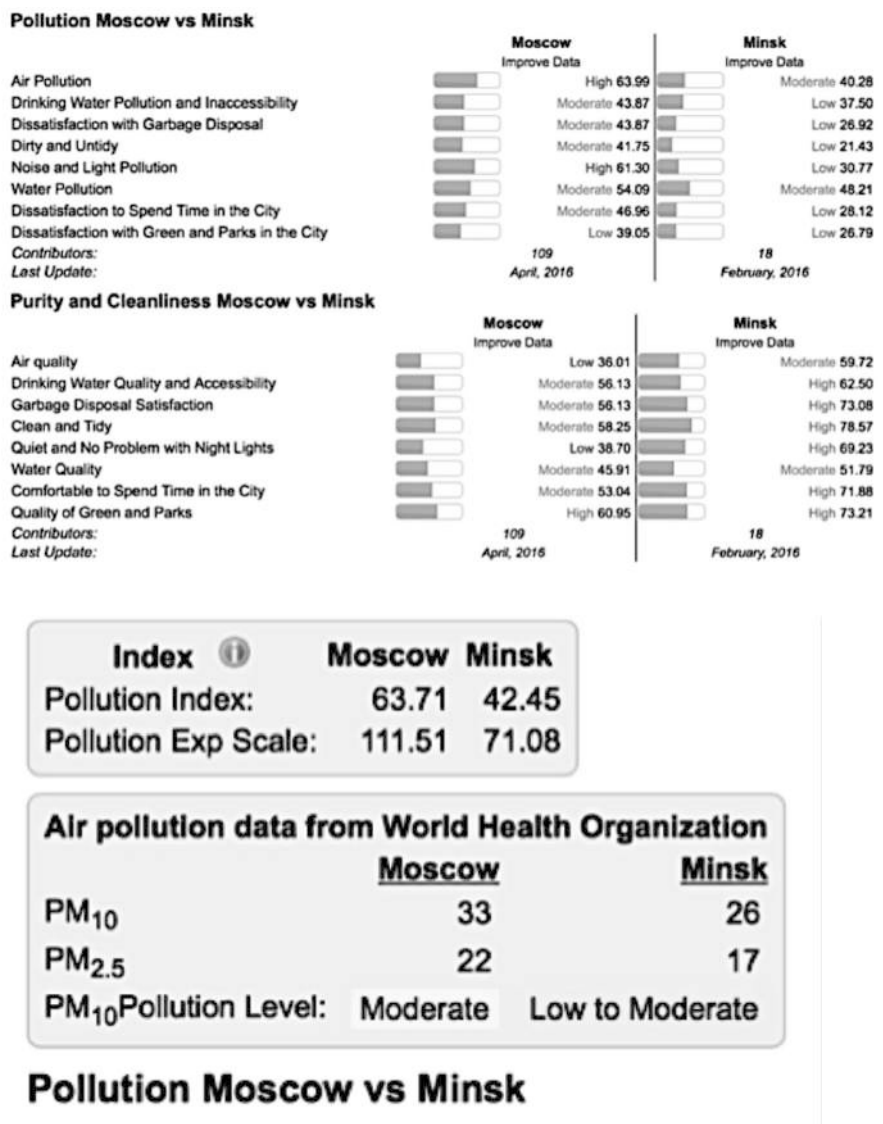 Pollution Moscow vs Minsk
Moscow Minsk
Improve Data Improve Data
Air Pollution High 63.99 Moderate 40.28
Drinking Water Pollution and Inaccessibility Moderate 43.87 Low 37.50
Dissatisfaction with Garbage Disposal Moderate 43.87 Low 26.92
Dirty and Untidy Moderate 41.75 Low 21.43
Noise and Light Pollution High 61.30 Low 30.77
Water Pollution Moderate 54.09 Moderate 48.21
Dissatisfaction to Spend Time in the City Moderate 46.96 Low 28.12
Dissatisfaction with Green and Parks in the City Low 39.05 Low 26.79
Contributors: 109 18
Last Update: April, 2016 February, 2016
Purity and Cleanliness Moscow vs Minsk
Moscow Minsk
Improve Data Improve Data
Air quality Low 36.01 Moderate 59.72
Drinking Water Quality and Accessibility Moderate 56.13 High 62.50
Garbage Disposal Satisfaction Moderate 56.13 High 73.08
Clean and Tidy Moderate 58.25 High 78.57
Quiet and No Problem with Night Lights Low 38.70 High 69.23
Water Quality Moderate 45.91 Moderate 51.79
Comfortable to Spend Time in the City Moderate 53.04 High 71.88
Quality of Green and Parks High 60.95 High 73.21
Contributors: 109 18
Last Update: April, 2016 February, 2016
Index i Moscow Minsk
Pollution Index: 63.71 42.45
Pollution Exp Scale: 111.51 71.08
Air pollution data from World Health Organization
Moscow Minsk
PM10 33 26
PM2.5 22 17
PM10Pollution Level: Moderate Low to Moderate
Pollution Moscow vs Minsk